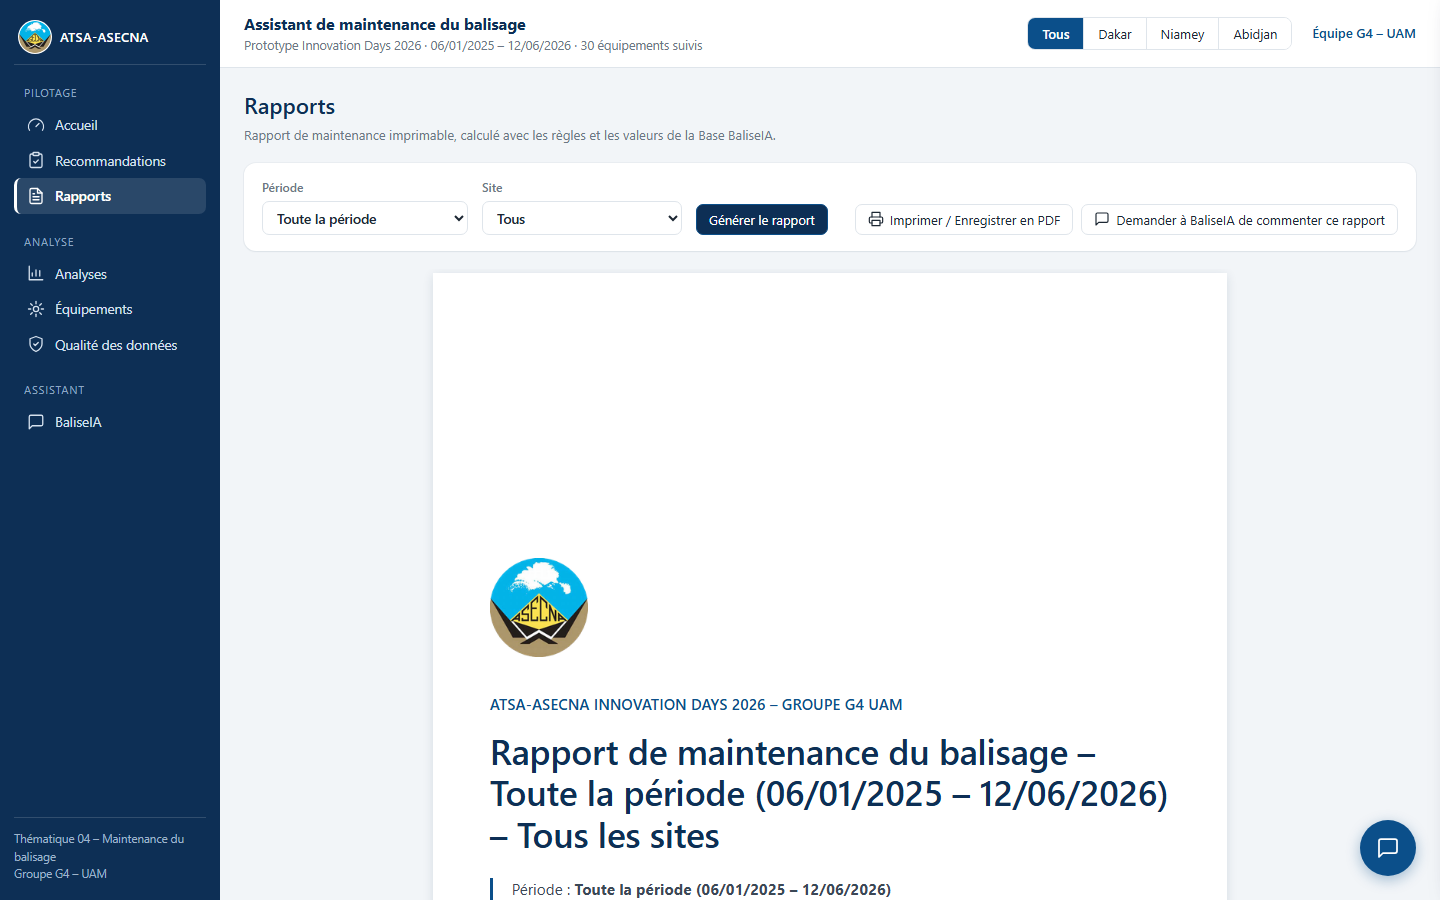 ATSA-ASECNA
PILOTAGE
Accueil
Recommandations
Rapports
ANALYSE
Analyses
Équipements
Qualité des données
ASSISTANT
BaliseIA
Thématique 04 – Maintenance du
balisage
Groupe G4 – UAM
Assistant de maintenance du balisage
Prototype Innovation Days 2026 · 06/01/2025 – 12/06/2026 · 30 équipements suivis
Tous
Dakar
Niamey
Abidjan
Équipe G4 – UAM
Rapports
Rapport de maintenance imprimable, calculé avec les règles et les valeurs de la Base BaliseIA.
Période
Toute la période
Site
Tous
Générer le rapport
Imprimer / Enregistrer en PDF
Demander à BaliseIA de commenter ce rapport
ASECNA
ATSA-ASECNA INNOVATION DAYS 2026 – GROUPE G4 UAM
Rapport de maintenance du balisage –
Toute la période (06/01/2025 – 12/06/2026)
– Tous les sites
Période : Toute la période (06/01/2025 – 12/06/2026)